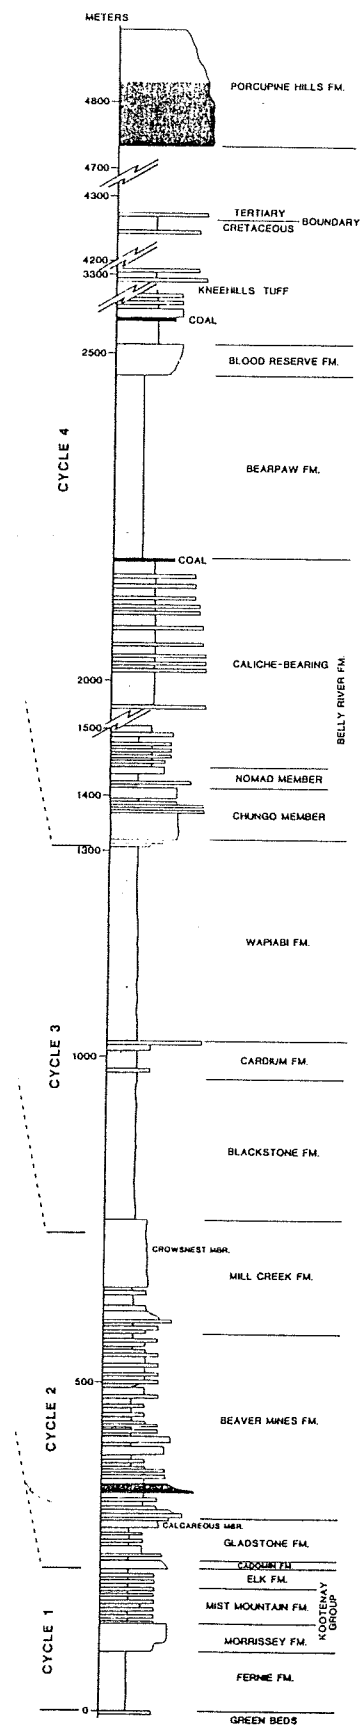 METERS
PORCUPINE HILLS FM.
4800
4700
4300
TERTIARY
CRETACEOUS
BOUNDARY
4200
3300
KNEEHILLS TUFF
COAL
2500
BLOOD RESERVE FM.
CYCLE 4
BEARPAW FM.
COAL
CALICHE-BEARING
BELLY RIVER FM.
2000
1500
NOMAD MEMBER
1400
CHUNGO MEMBER
1300
WAPIABI FM.
CYCLE 3
1000
CARDIUM FM.
BLACKSTONE FM.
CROWSNEST MBR.
MILL CREEK FM.
500
CYCLE 2
BEAVER MINES FM.
CALCAREOUS MBR.
GLADSTONE FM.
CADOMIN FM
ELK FM.
MIST MOUNTAIN FM.
KOOTENAY
GROUP
CYCLE 1
MORRISSEY FM.
FERNIE FM.
0
GREEN BEDS